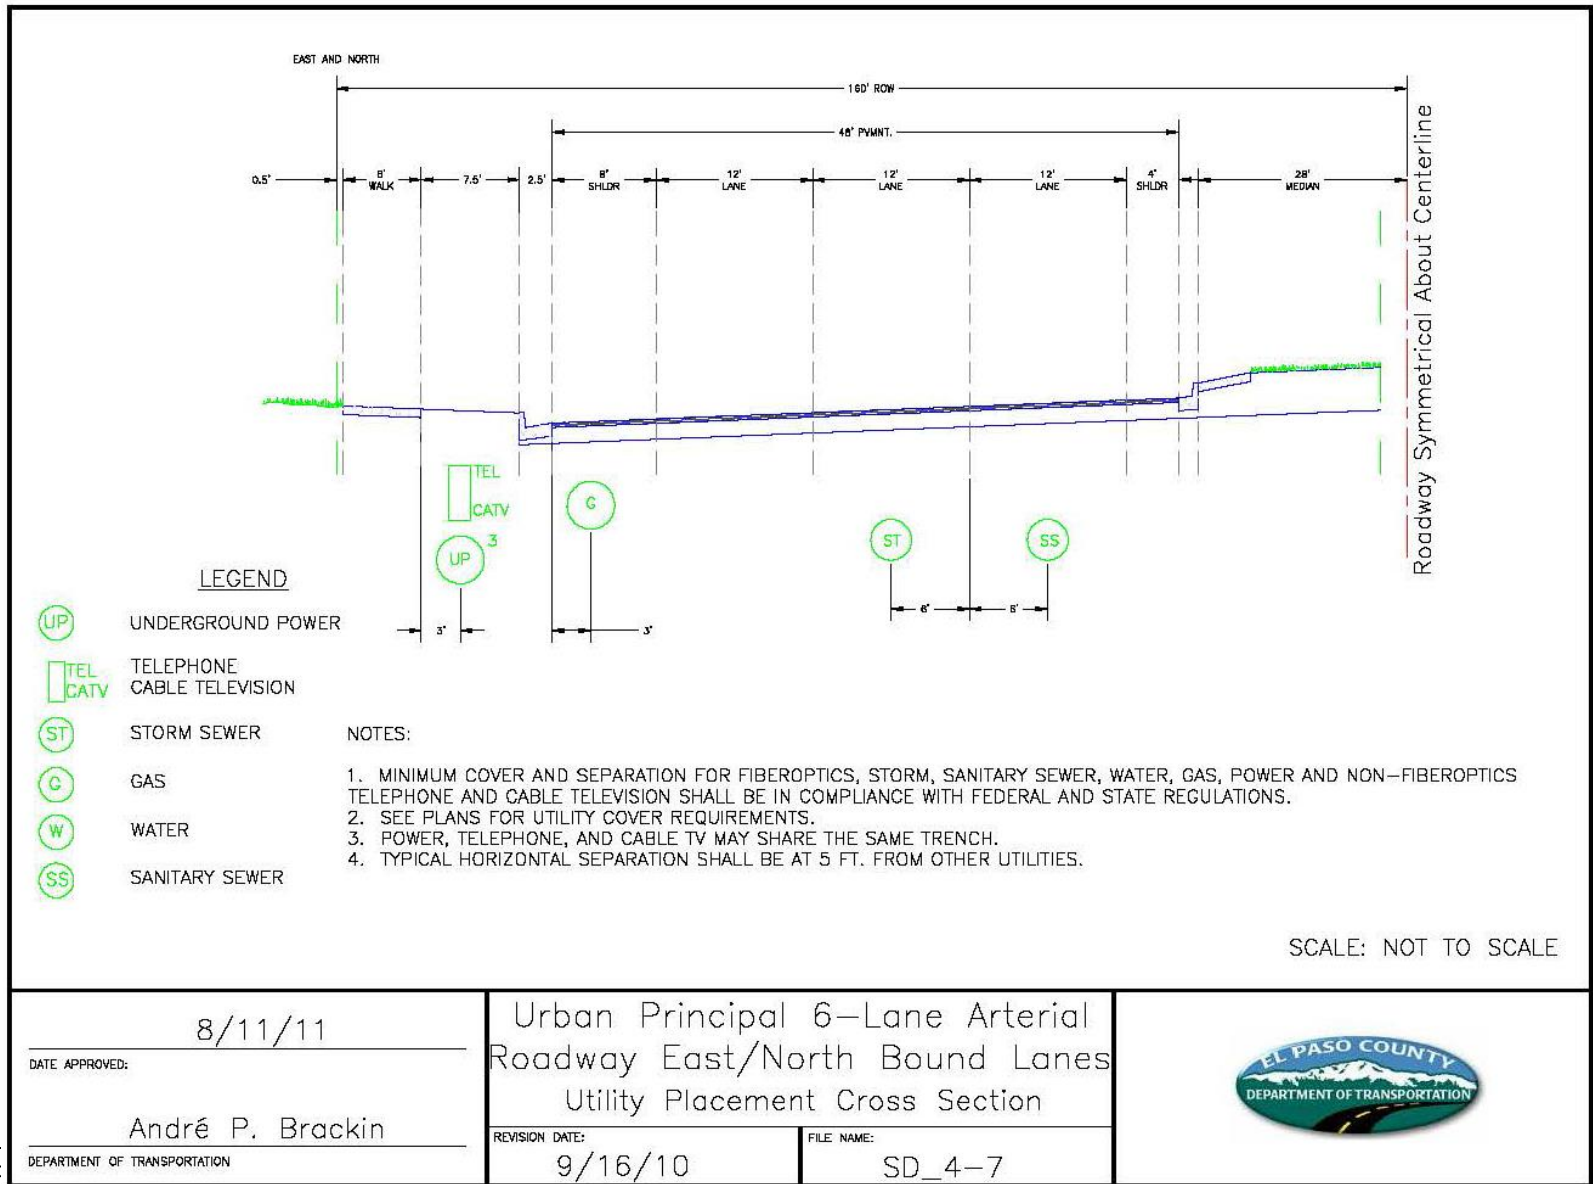 EAST AND NORTH
160' ROW
48' PVMNT.
0.5'
6' WALK
7.5'
2.5'
8' SHLDR
12' LANE
12' LANE
12' LANE
4' SHLDR
28' MEDIAN
Roadway Symmetrical About Centerline
TEL
CATV
UP
3
G
ST
SS
3'
3'
6'
6'
LEGEND
UP UNDERGROUND POWER
TEL TELEPHONE
CATV CABLE TELEVISION
ST STORM SEWER
G GAS
W WATER
SS SANITARY SEWER
NOTES:
1. MINIMUM COVER AND SEPARATION FOR FIBEROPTICS, STORM, SANITARY SEWER, WATER, GAS, POWER AND NON-FIBEROPTICS
TELEPHONE AND CABLE TELEVISION SHALL BE IN COMPLIANCE WITH FEDERAL AND STATE REGULATIONS.
2. SEE PLANS FOR UTILITY COVER REQUIREMENTS.
3. POWER, TELEPHONE, AND CABLE TV MAY SHARE THE SAME TRENCH.
4. TYPICAL HORIZONTAL SEPARATION SHALL BE AT 5 FT. FROM OTHER UTILITIES.
SCALE: NOT TO SCALE
8/11/11
DATE APPROVED:
André P. Brackin
DEPARTMENT OF TRANSPORTATION
Urban Principal 6-Lane Arterial
Roadway East/North Bound Lanes
Utility Placement Cross Section
REVISION DATE:
9/16/10
FILE NAME:
SD_4-7
EL PASO COUNTY
DEPARTMENT OF TRANSPORTATION